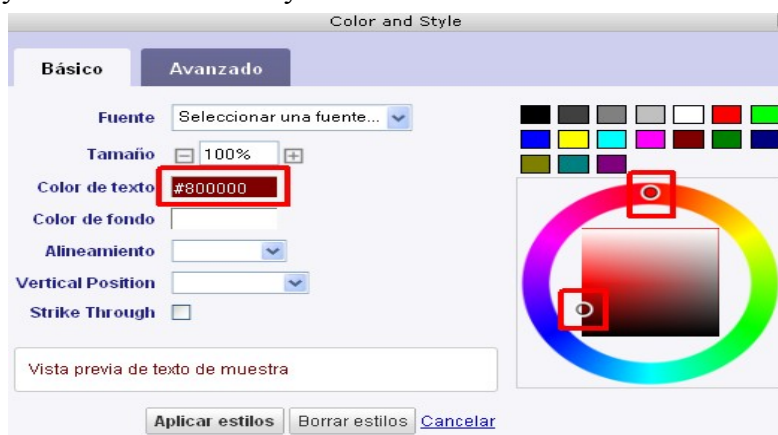 Color and Style
Básico Avanzado
Fuente Seleccionar una fuente...
Tamaño 100%
Color de texto #800000
Color de fondo
Alineamiento
Vertical Position
Strike Through
Vista previa de texto de muestra
Aplicar estilos Borrar estilos Cancelar